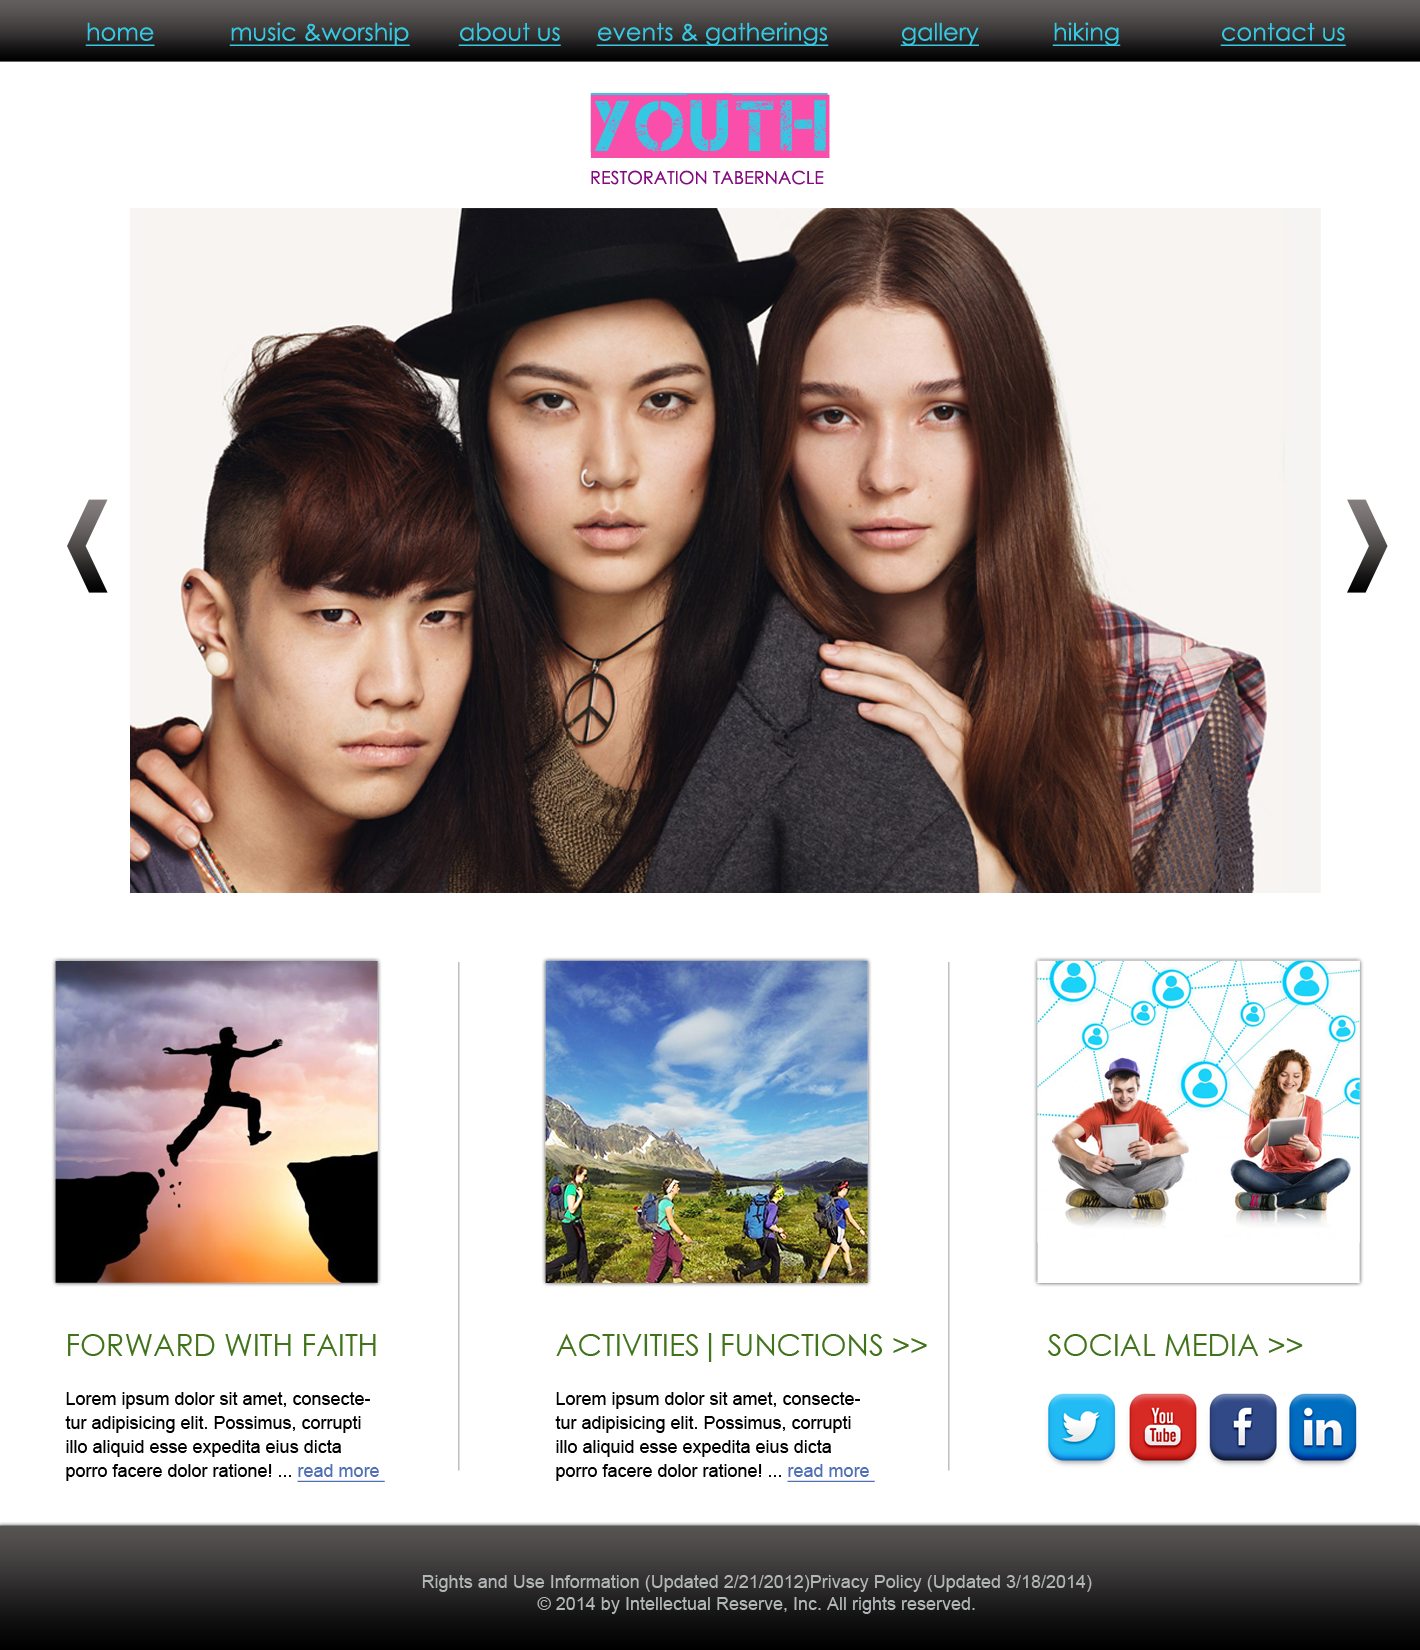 home music &worship about us events & gatherings gallery hiking contact us
YOUTH
RESTORATION TABERNACLE
FORWARD WITH FAITH
Lorem ipsum dolor sit amet, consecte-
tur adipisicing elit. Possimus, corrupti
illo aliquid esse expedita eius dicta
porro facere dolor ratione! ... read more
ACTIVITIES|FUNCTIONS >>
Lorem ipsum dolor sit amet, consecte-
tur adipisicing elit. Possimus, corrupti
illo aliquid esse expedita eius dicta
porro facere dolor ratione! ... read more
SOCIAL MEDIA >>
You
Tube
f
in
Rights and Use Information (Updated 2/21/2012)Privacy Policy (Updated 3/18/2014)
© 2014 by Intellectual Reserve, Inc. All rights reserved.